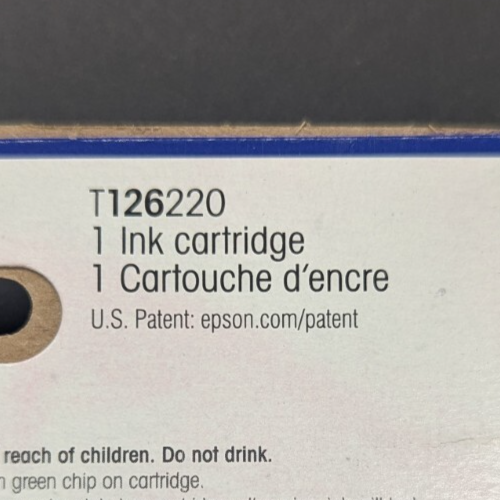 T126220
1 Ink cartridge
1 Cartouche d'encre
U.S. Patent: epson.com/patent
reach of children. Do not drink.
green chip on cartridge.